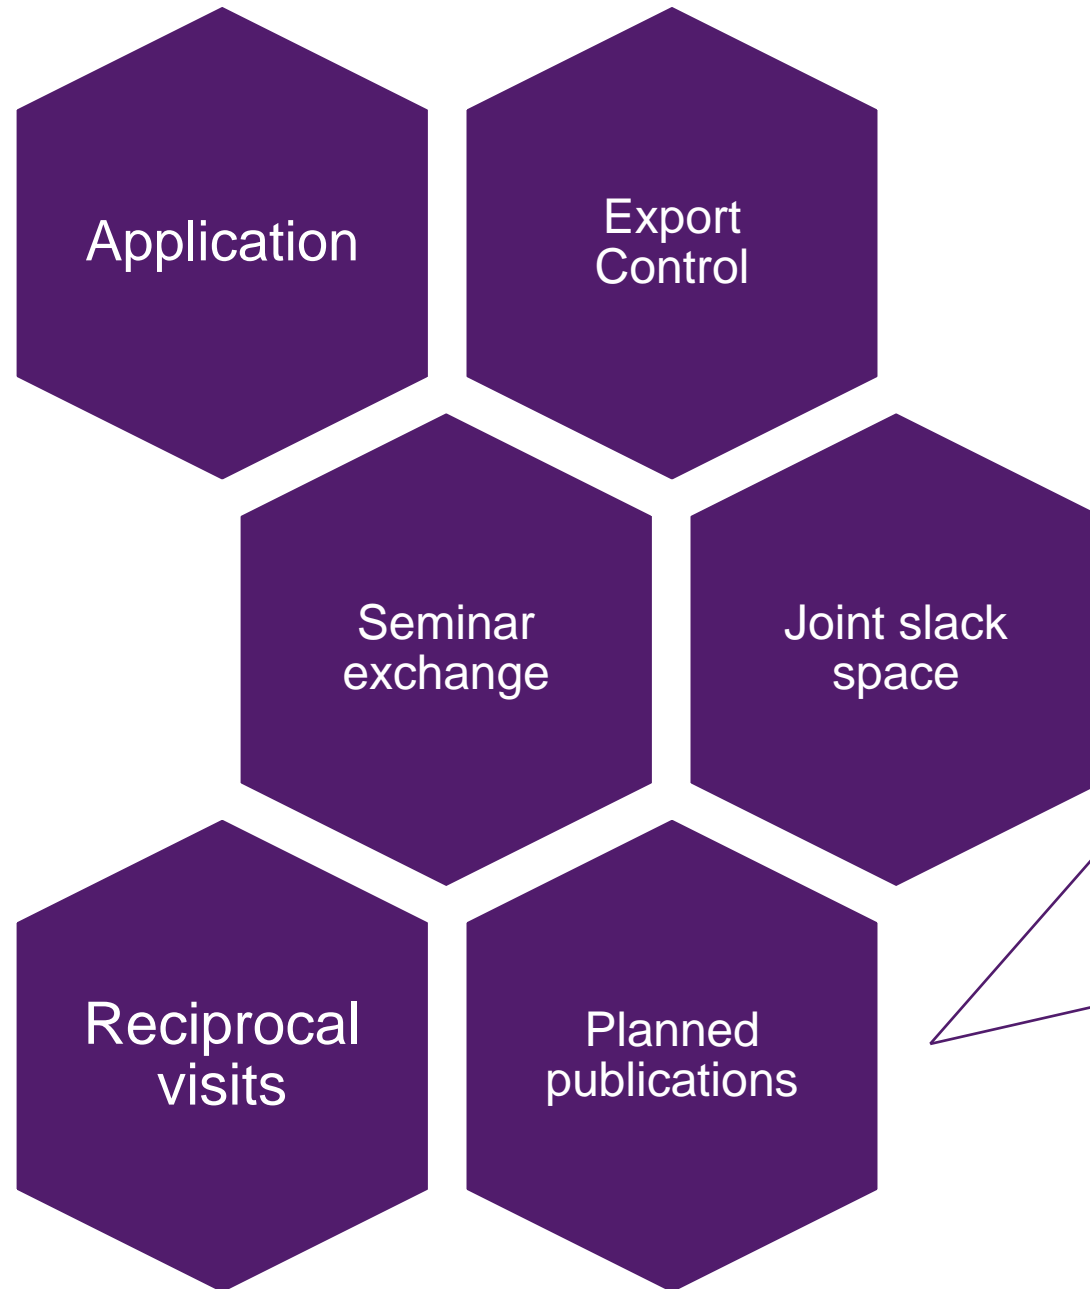 Application
Export
Control
Seminar
exchange
Joint slack
space
Reciprocal
visits
Planned
publications